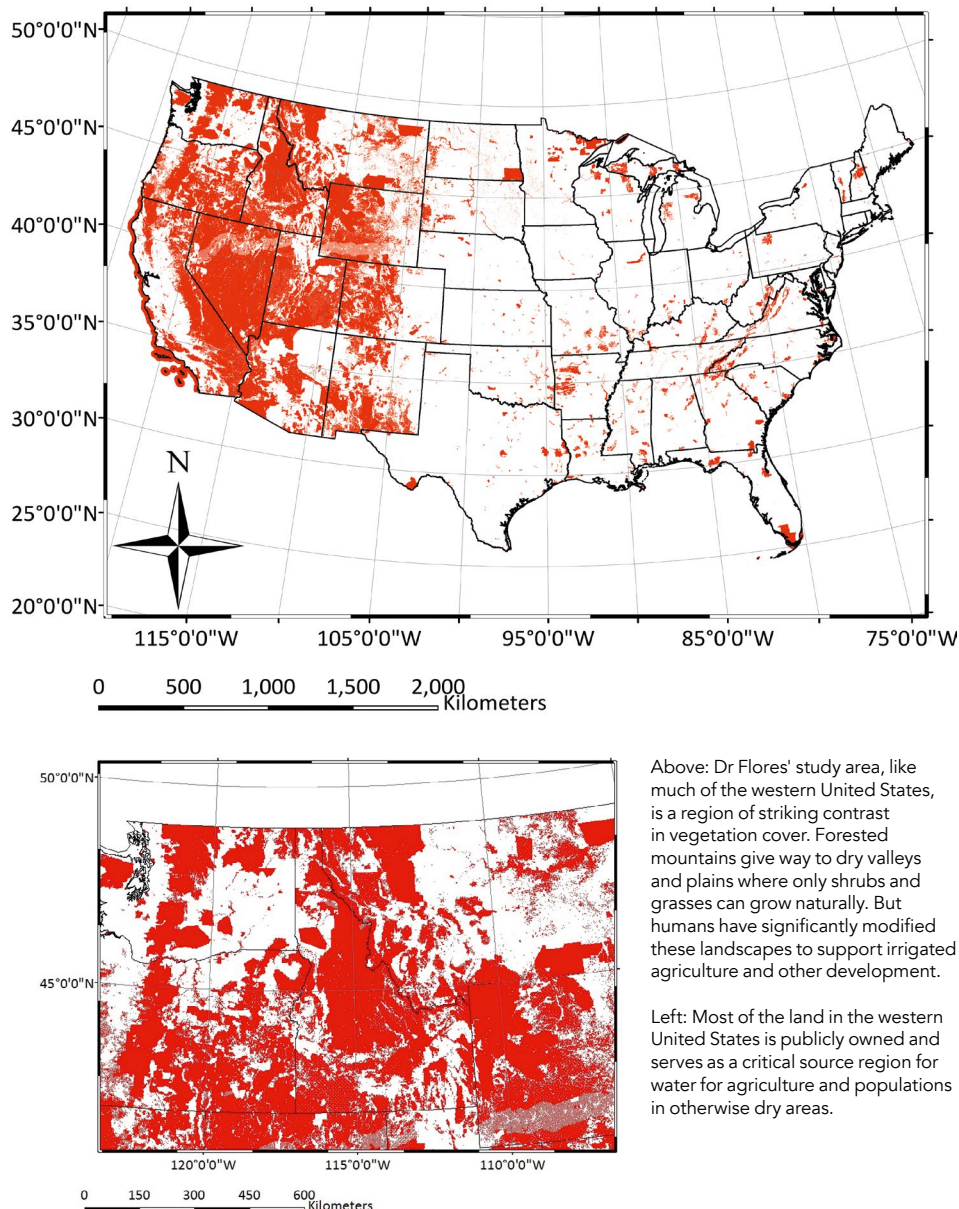 50°0'0"N
45°0'0"N
40°0'0"N
35°0'0"N
30°0'0"N
25°0'0"N
20°0'0"N
N
115°0'0"W 105°0'0"W 95°0'0"W 85°0'0"W 75°0'0"W
0 500 1,000 1,500 2,000
Kilometers
50°0'0"N
45°0'0"N
120°0'0"W 115°0'0"W 110°0'0"W
0 150 300 450 600
Kilometers
Above: Dr Flores' study area, like
much of the western United States,
is a region of striking contrast
in vegetation cover. Forested
mountains give way to dry valleys
and plains where only shrubs and
grasses can grow naturally. But
humans have significantly modified
these landscapes to support irrigated
agriculture and other development.
Left: Most of the land in the western
United States is publicly owned and
serves as a critical source region for
water for agriculture and populations
in otherwise dry areas.